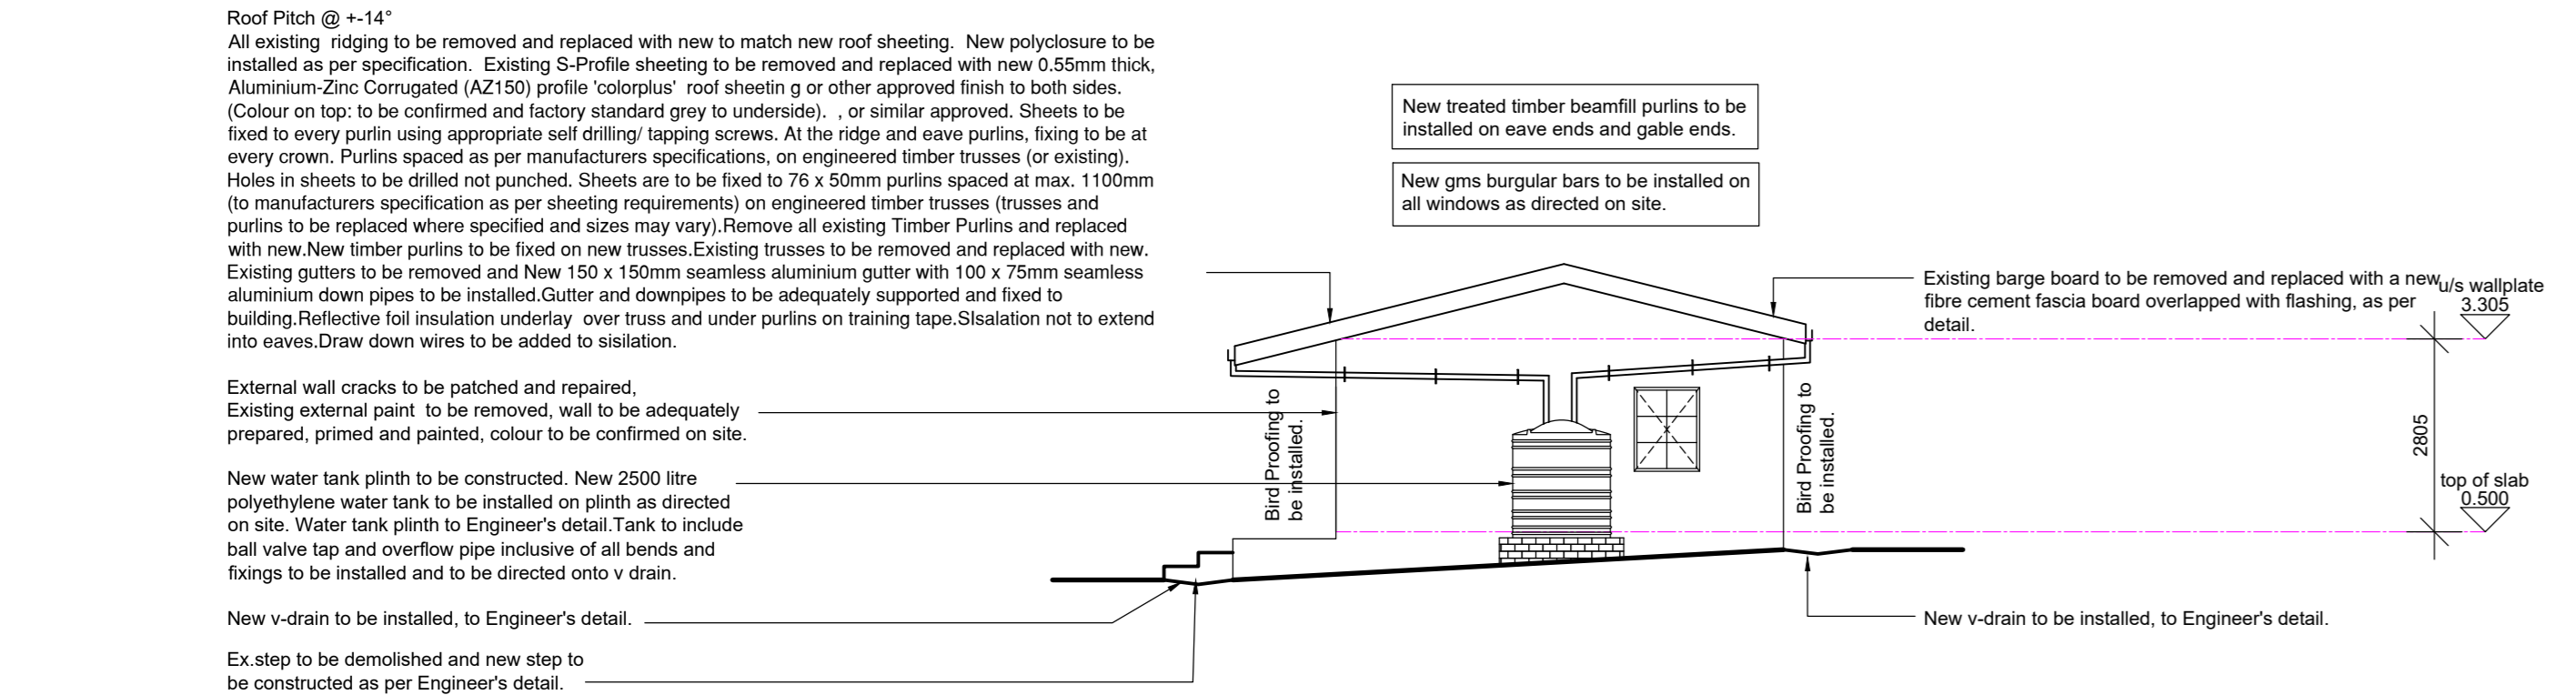 Roof Pitch @ +-14°
All existing  ridging to be removed and replaced with new to match new roof sheeting.  New polyclosure to be
installed as per specification.  Existing S-Profile sheeting to be removed and replaced with new 0.55mm thick,
Aluminium-Zinc Corrugated (AZ150) profile 'colorplus'  roof sheetin g or other approved finish to both sides.
(Colour on top: to be confirmed and factory standard grey to underside).  , or similar approved. Sheets to be
fixed to every purlin using appropriate self drilling/ tapping screws. At the ridge and eave purlins, fixing to be at
every crown. Purlins spaced as per manufacturers specifications, on engineered timber trusses (or existing).
Holes in sheets to be drilled not punched. Sheets are to be fixed to 76 x 50mm purlins spaced at max. 1100mm
(to manufacturers specification as per sheeting requirements) on engineered timber trusses (trusses and
purlins to be replaced where specified and sizes may vary).Remove all existing Timber Purlins and replaced
with new.New timber purlins to be fixed on new trusses.Existing trusses to be removed and replaced with new.
Existing gutters to be removed and New 150 x 150mm seamless aluminium gutter with 100 x 75mm seamless
aluminium down pipes to be installed.Gutter and downpipes to be adequately supported and fixed to
building.Reflective foil insulation underlay  over truss and under purlins on training tape.SIsalation not to extend
into eaves.Draw down wires to be added to sisilation.
External wall cracks to be patched and repaired,
Existing external paint  to be removed, wall to be adequately
prepared, primed and painted, colour to be confirmed on site.
New water tank plinth to be constructed. New 2500 litre
polyethylene water tank to be installed on plinth as directed
on site. Water tank plinth to Engineer's detail.Tank to include
ball valve tap and overflow pipe inclusive of all bends and
fixings to be installed and to be directed onto v drain.
New v-drain to be installed, to Engineer's detail.
Ex.step to be demolished and new step to
be constructed as per Engineer's detail.
New treated timber beamfill purlins to be
installed on eave ends and gable ends.
New gms burgular bars to be installed on
all windows as directed on site.
Bird Proofing to
be installed.
Bird Proofing to
be installed.
Existing barge board to be removed and replaced with a new
fibre cement fascia board overlapped with flashing, as per
detail.
u/s wallplate
3.305
2805
top of slab
0.500
New v-drain to be installed, to Engineer's detail.